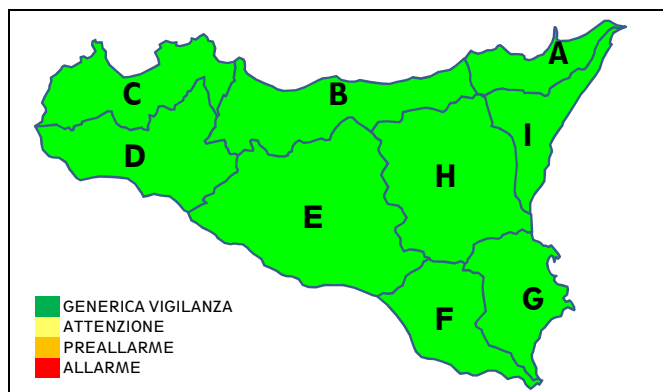 A
C
B
I
D
H
E
G
F
GENERICA VIGILANZA
ATTENZIONE
PREALLARME
ALLARME